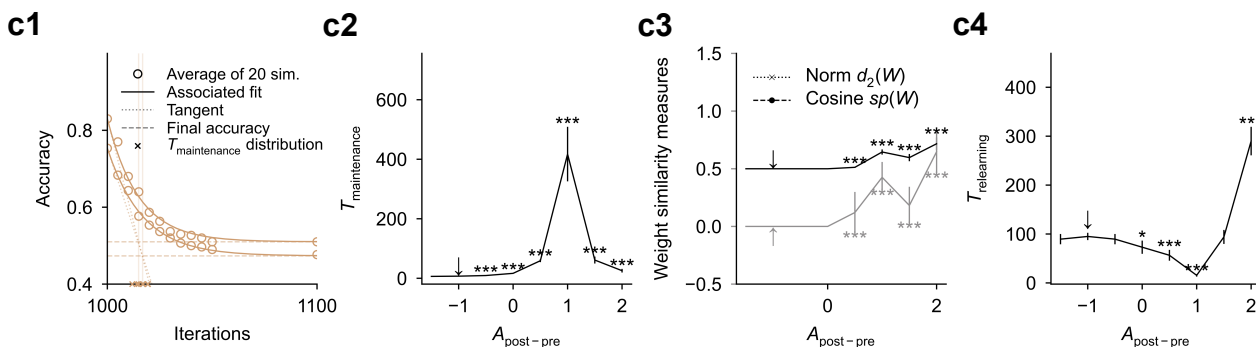 c1
Average of 20 sim.
Associated fit
Tangent
Final accuracy
T_maintenance distribution
Accuracy
0.8
0.6
0.4
1000
1100
Iterations
c2
T_maintenance
600
400
200
0
***
***
***
***
***
***
−1
0
1
2
A_post−pre
c3
Norm d_2(W)
Cosine sp(W)
Weight similarity measures
1.5
1.0
0.5
0.0
−0.5
***
***
***
***
***
***
***
***
0
2
A_post−pre
c4
T_relearning
400
300
200
100
0
*
***
***
**
−1
0
1
2
A_post−pre